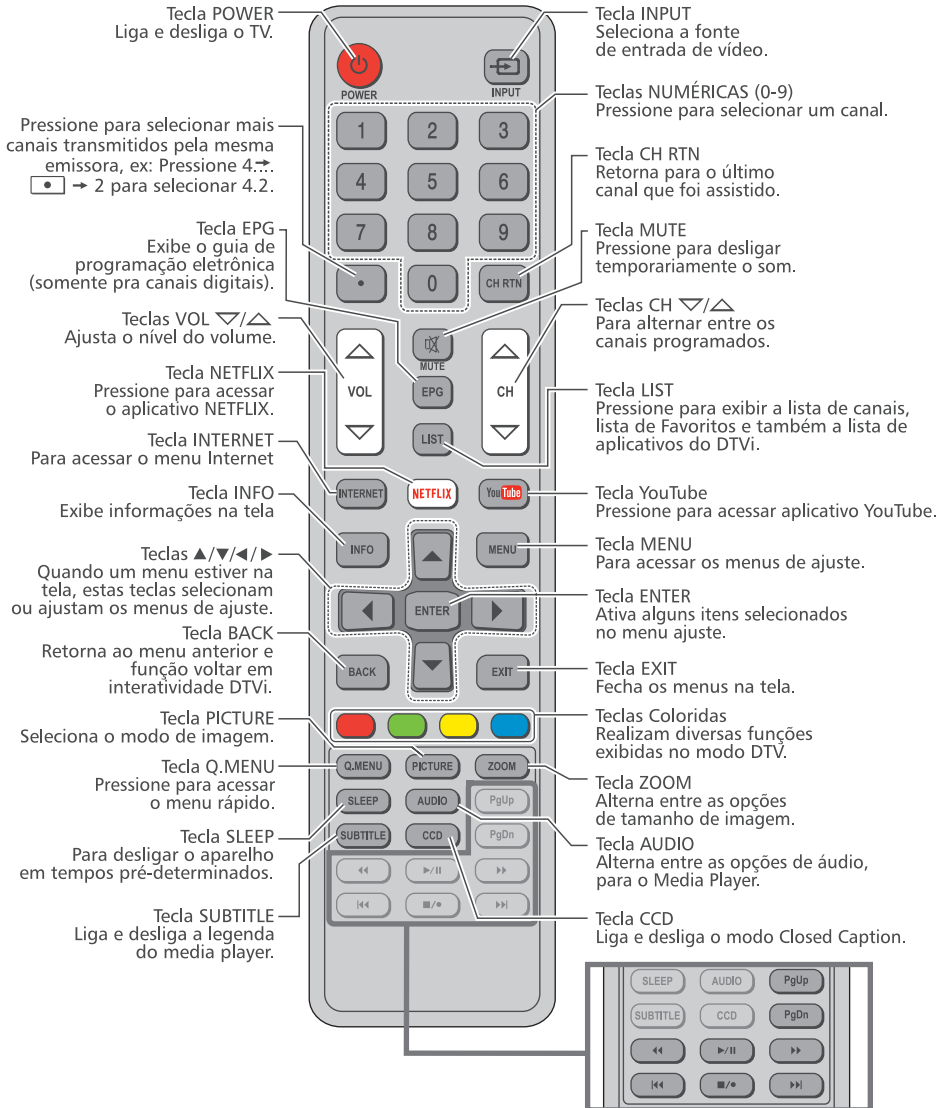 Tecla POWER
Liga e desliga o TV.
Pressione para selecionar mais
canais transmitidos pela mesma
emissora, ex: Pressione 4.→.
• → 2 para selecionar 4.2.
Tecla EPG
Exibe o guia de
programação eletrônica
(somente pra canais digitais).
Teclas VOL ▽/△
Ajusta o nível do volume.
Tecla NETFLIX
Pressione para acessar
o aplicativo NETFLIX.
Tecla INTERNET
Para acessar o menu Internet
Tecla INFO
Exibe informações na tela
Teclas ▲/▼/◄/►
Quando um menu estiver na
tela, estas teclas selecionam
ou ajustam os menus de ajuste.
Tecla BACK
Retorna ao menu anterior e
função voltar em
interatividade DTVi.
Tecla PICTURE
Seleciona o modo de imagem.
Tecla Q.MENU
Pressione para acessar
o menu rápido.
Tecla SLEEP
Para desligar o aparelho
em tempos pré-determinados.
Tecla SUBTITLE
Liga e desliga a legenda
do media player.
POWER
INPUT
1 2 3
4 5 6
7 8 9
• 0 CH RTN
MUTE
VOL EPG CH
LIST
INTERNET NETFLIX YouTube
INFO MENU
ENTER
BACK EXIT
Q.MENU PICTURE ZOOM
SLEEP AUDIO PgUp
SUBTITLE CCD PgDn
Tecla INPUT
Seleciona a fonte
de entrada de vídeo.
Teclas NUMÉRICAS (0-9)
Pressione para selecionar um canal.
Tecla CH RTN
Retorna para o último
canal que foi assistido.
Tecla MUTE
Pressione para desligar
temporariamente o som.
Teclas CH ▽/△
Para alternar entre os
canais programados.
Tecla LIST
Pressione para exibir a lista de canais,
lista de Favoritos e também a lista de
aplicativos do DTVi.
Tecla YouTube
Pressione para acessar aplicativo YouTube.
Tecla MENU
Para acessar os menus de ajuste.
Tecla ENTER
Ativa alguns itens selecionados
no menu ajuste.
Tecla EXIT
Fecha os menus na tela.
Teclas Coloridas
Realizam diversas funções
exibidas no modo DTV.
Tecla ZOOM
Alterna entre as opções
de tamanho de imagem.
Tecla AUDIO
Alterna entre as opções de áudio,
para o Media Player.
Tecla CCD
Liga e desliga o modo Closed Caption.
SLEEP AUDIO PgUp
SUBTITLE CCD PgDn